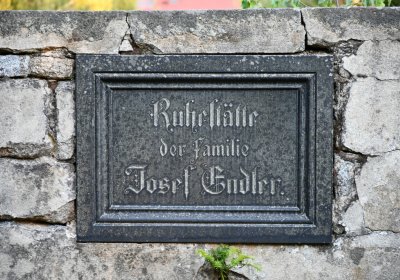 Ruhestätte
der Familie
Josef Endler.